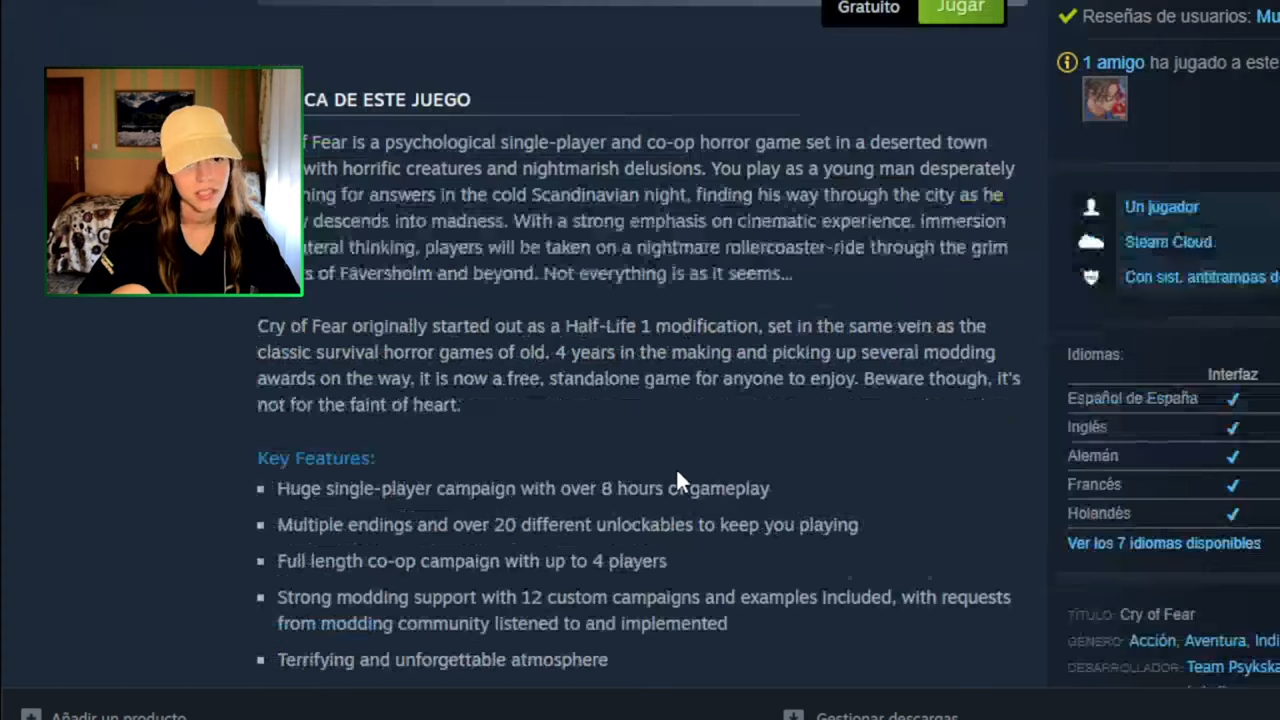 Gratuito
Jugar
CA DE ESTE JUEGO
f Fear is a psychological single-player and co-op horror game set in a deserted town
with horrific creatures and nightmarish delusions. You play as a young man desperately
ning for answers in the cold Scandinavian night, finding his way through the city as he
descends into madness. With a strong emphasis on cinematic experience, immersion
teral thinking, players will be taken on a nightmare rollercoaster-ride through the grim
s of Faversholm and beyond. Not everything is as it seems...
Cry of Fear originally started out as a Half-Life 1 modification, set in the same vein as the
classic survival horror games of old. 4 years in the making and picking up several modding
awards on the way, it is now a free, standalone game for anyone to enjoy. Beware though, it's
not for the faint of heart.
Key Features:
Huge single-player campaign with over 8 hours of gameplay
Multiple endings and over 20 different unlockables to keep you playing
Full length co-op campaign with up to 4 players
Strong modding support with 12 custom campaigns and examples included, with requests
from modding community listened to and implemented
Terrifying and unforgettable atmosphere
Reseñas de usuarios: Mu
1 amigo ha jugado a este
Un jugador
Steam Cloud
Con sist. antitrampas d
Idiomas:
Interfaz
Español de España ✔
Inglés ✔
Alemán ✔
Francés ✔
Holandés ✔
Ver los 7 idiomas disponibles
TÍTULO: Cry of Fear
GÉNERO: Acción, Aventura, Indi
DESARROLLADOR: Team Psykska
Añadir un producto
Gestionar descargas